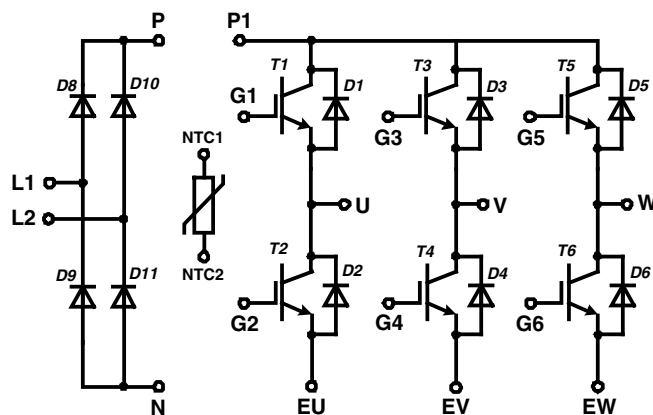 P P1
D8 D10 T1 D1 T3 D3 T5 D5
G1 G3 G5
NTC1
L1
L2 U V W
NTC2
D9 D11 T2 D2 T4 D4 T6 D6
G2 G4 G6
N EU EV EW